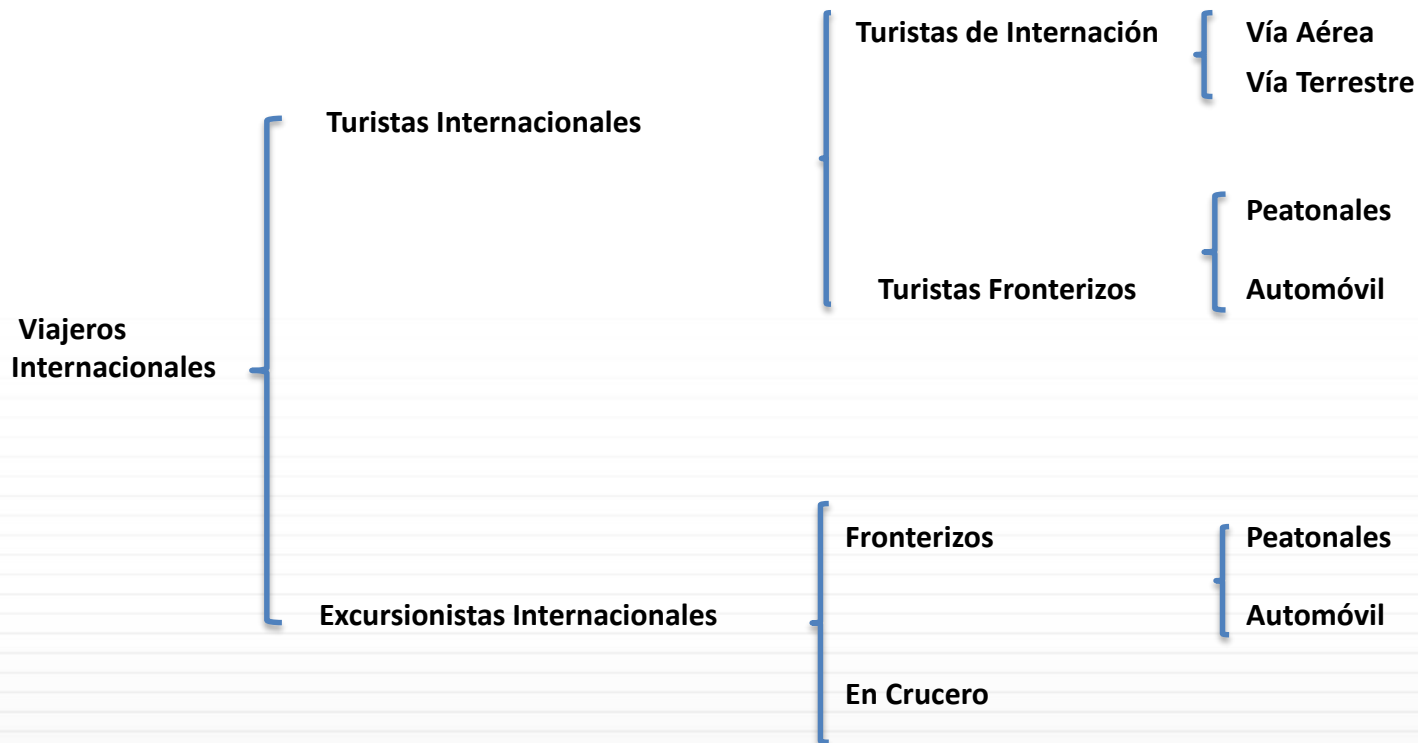 Turistas de Internación
Vía Aérea
Vía Terrestre
Turistas Internacionales
Peatonales
Turistas Fronterizos
Automóvil
Viajeros
Internacionales
Fronterizos
Peatonales
Excursionistas Internacionales
Automóvil
En Crucero